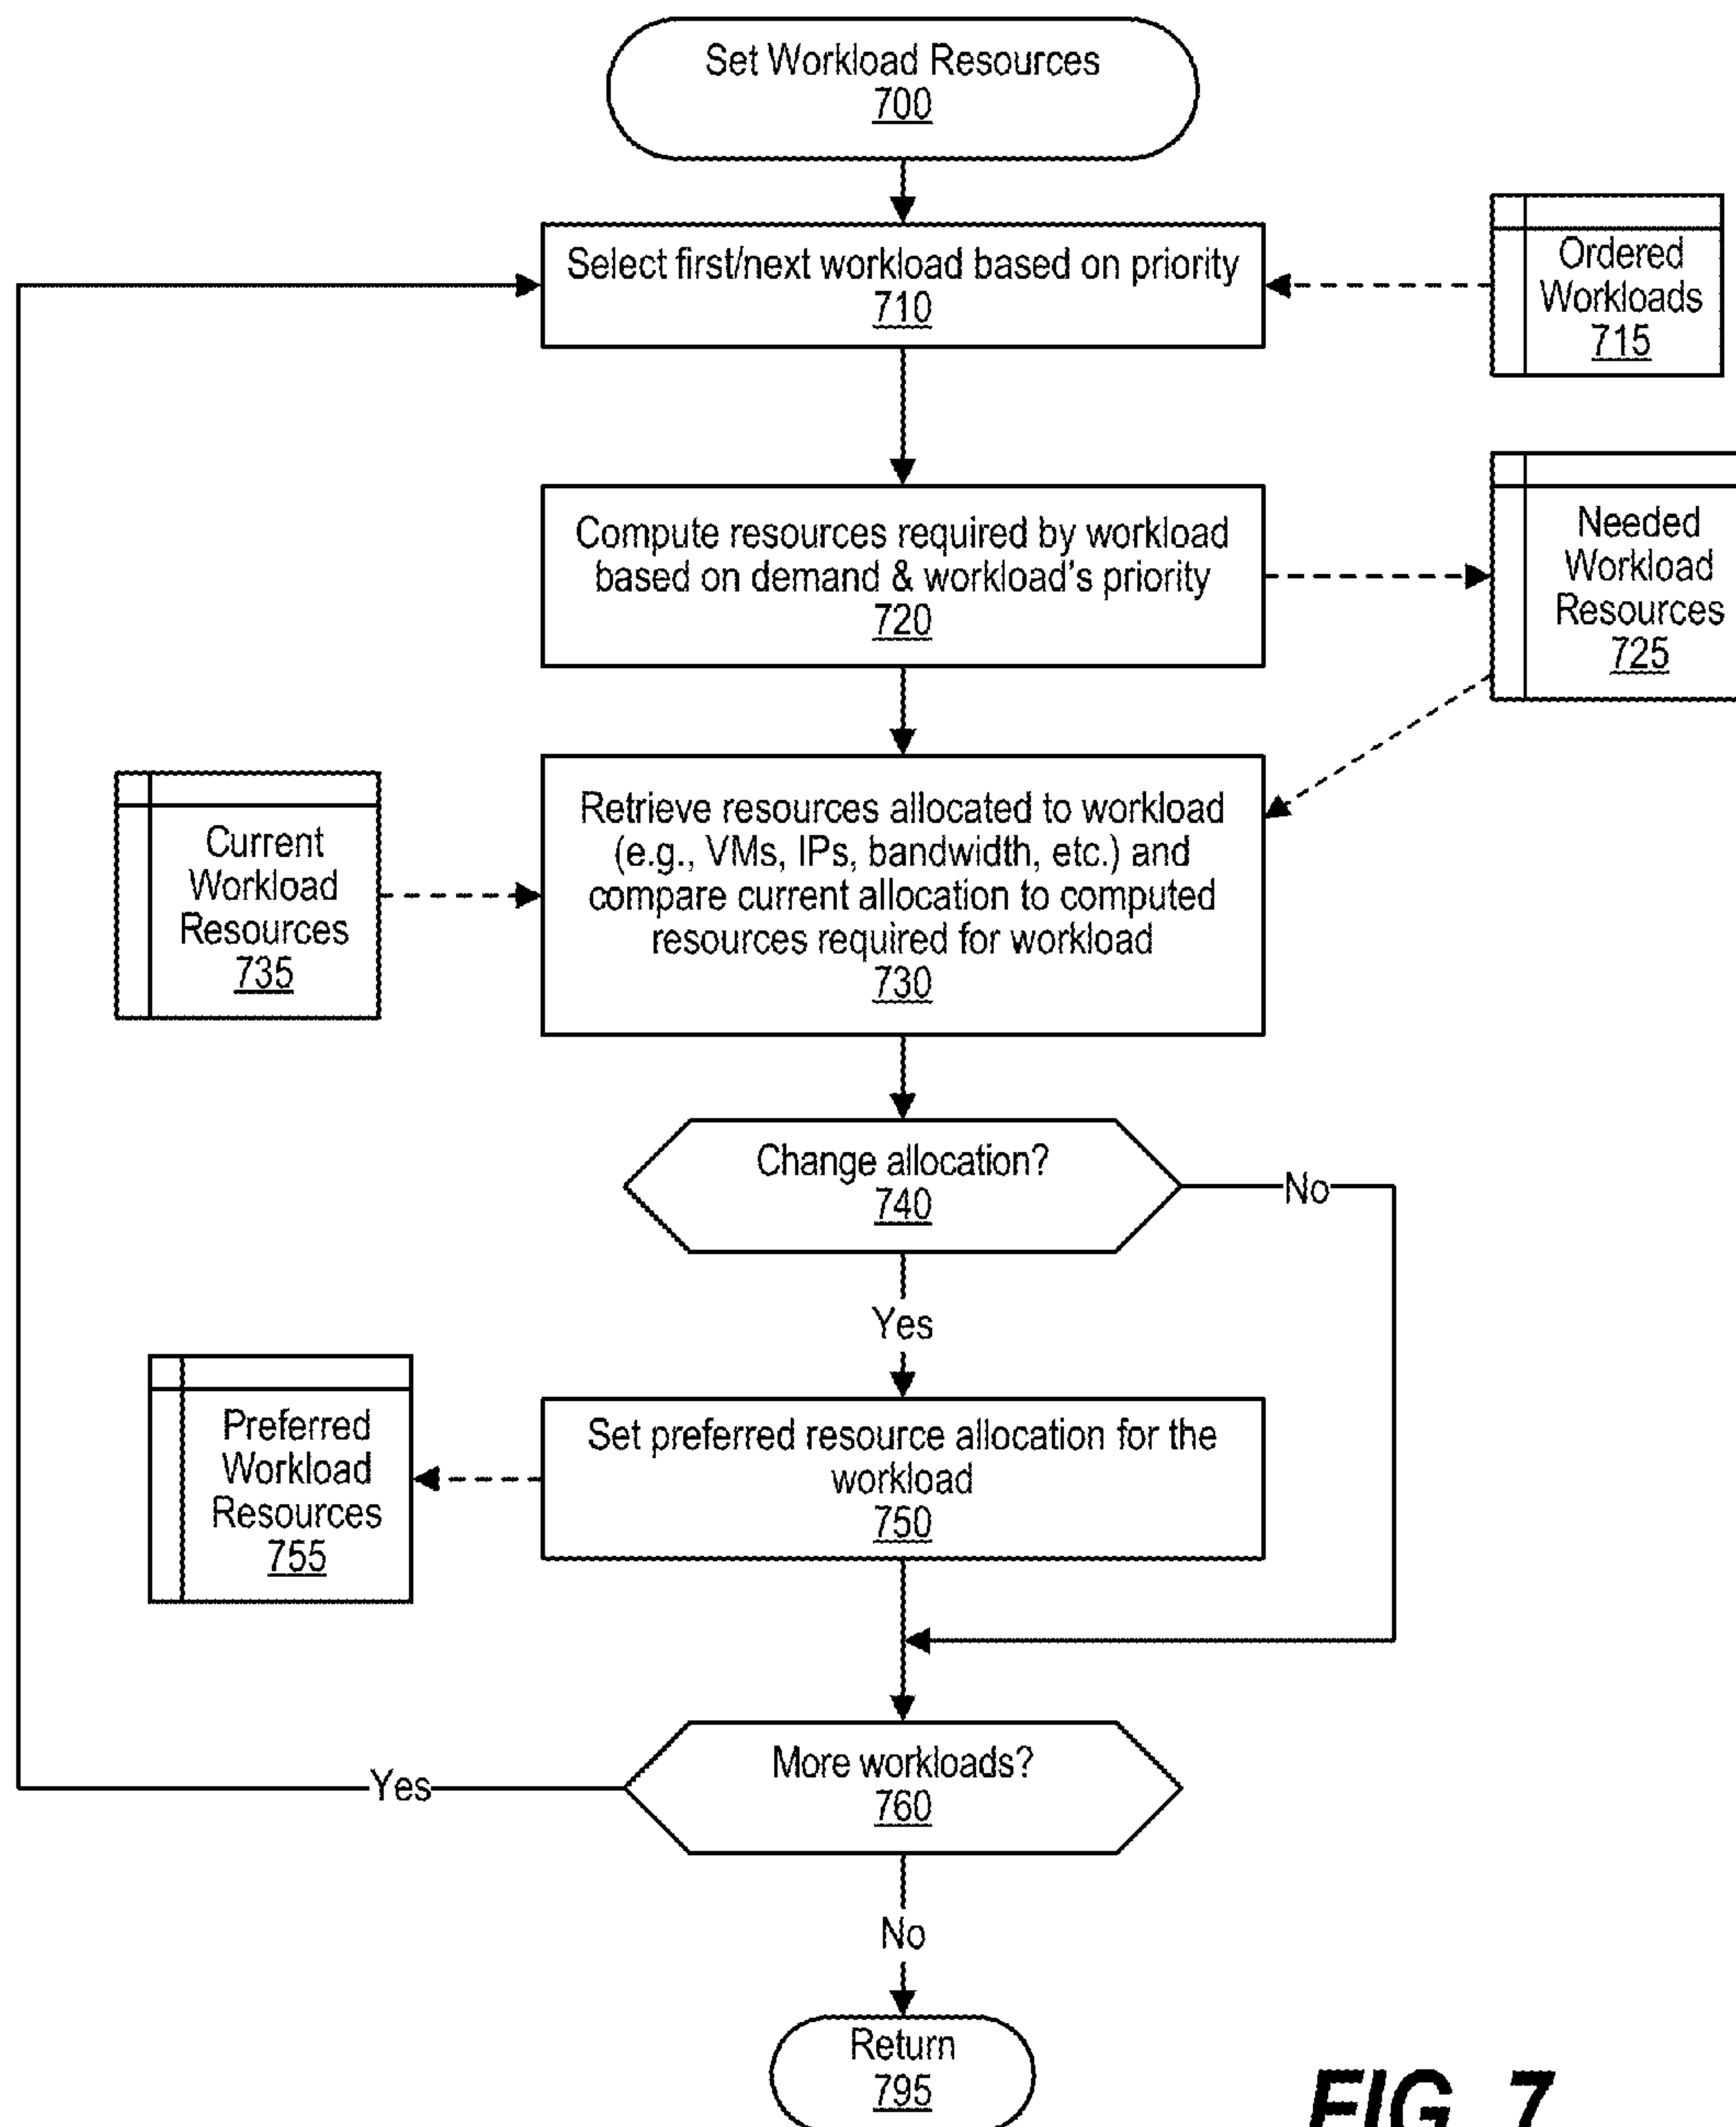 Set Workload Resources
700
Select first/next workload based on priority
710
Ordered
Workloads
715
Compute resources required by workload
based on demand & workload's priority
720
Needed
Workload
Resources
725
Current
Workload
Resources
735
Retrieve resources allocated to workload
(e.g., VMs, IPs, bandwidth, etc.) and
compare current allocation to computed
resources required for workload
730
Change allocation?
740
No
Yes
Preferred
Workload
Resources
755
Set preferred resource allocation for the
workload
750
More workloads?
760
Yes
No
Return
795
FIG. 7